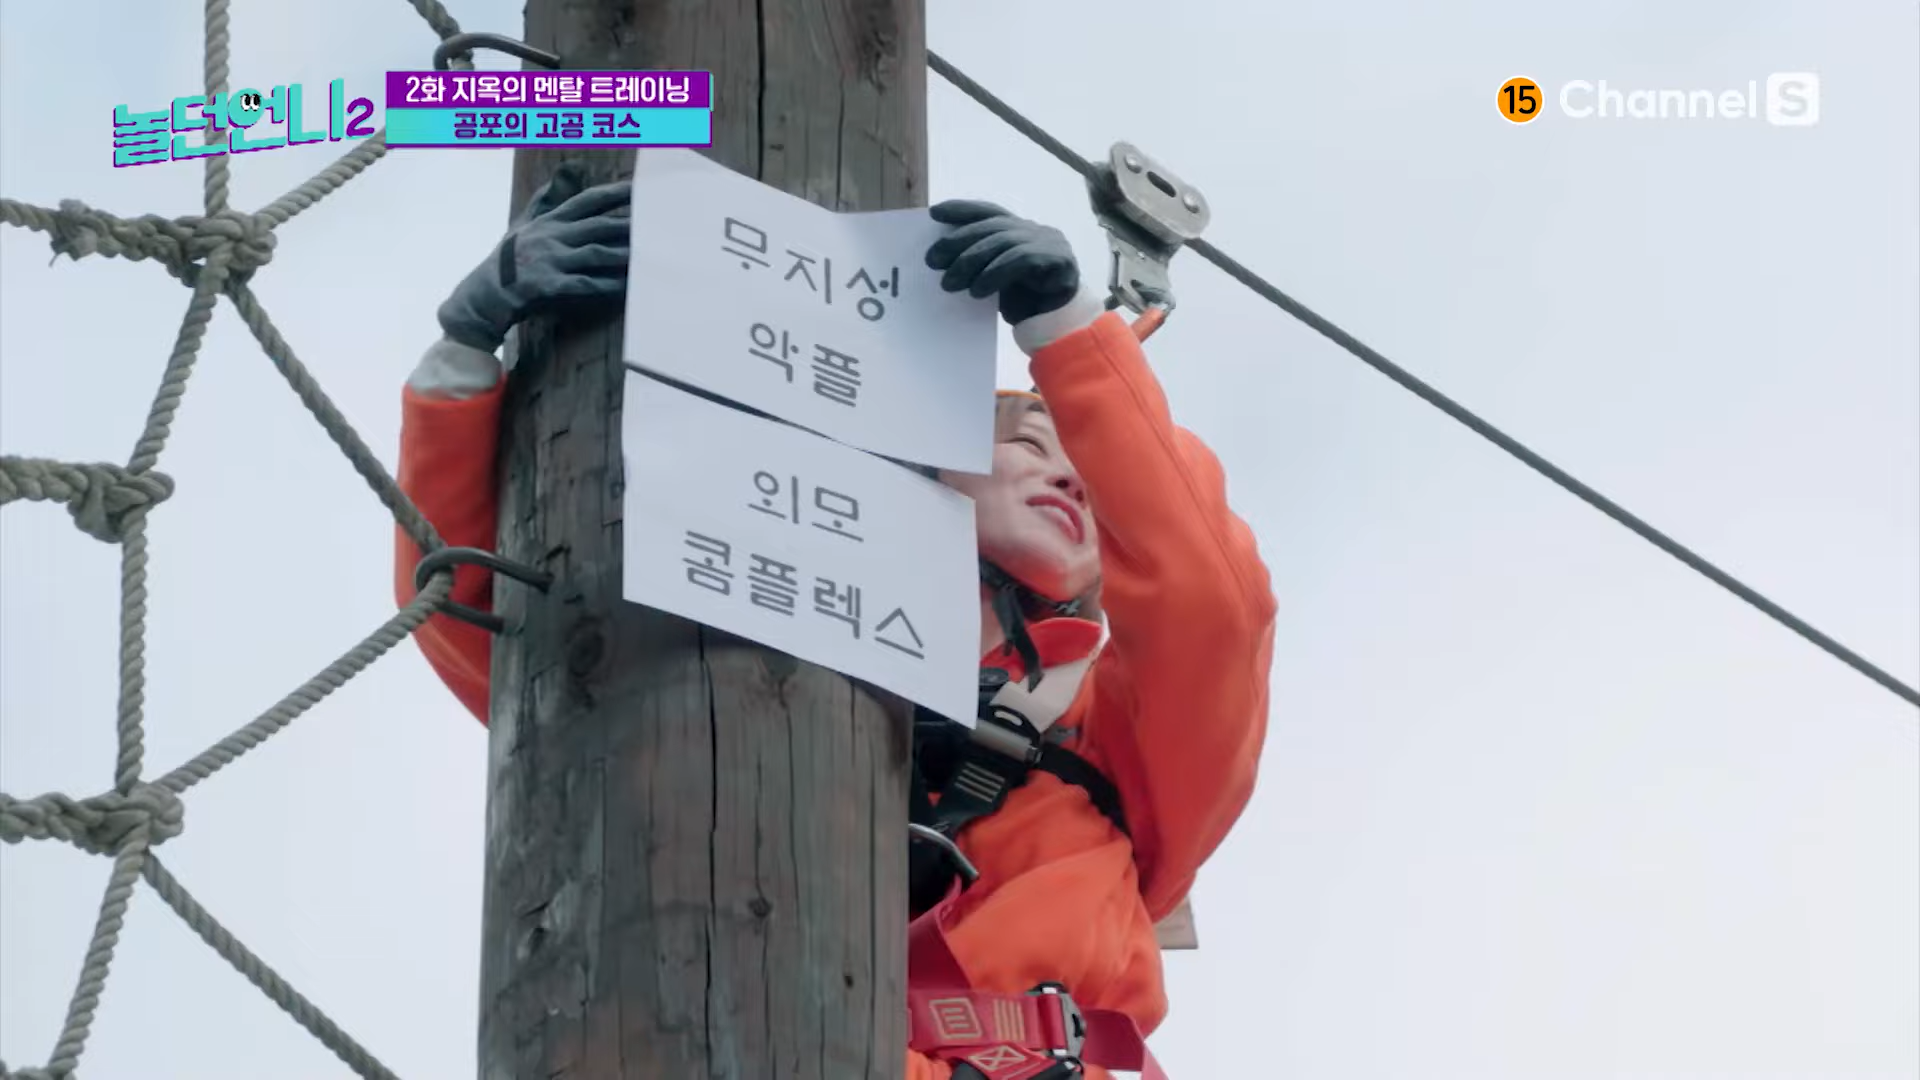 놀던언니2
2화 지옥의 멘탈 트레이닝
공포의 고공 코스
15
Channel S
무지성
악플
외모
콤플렉스